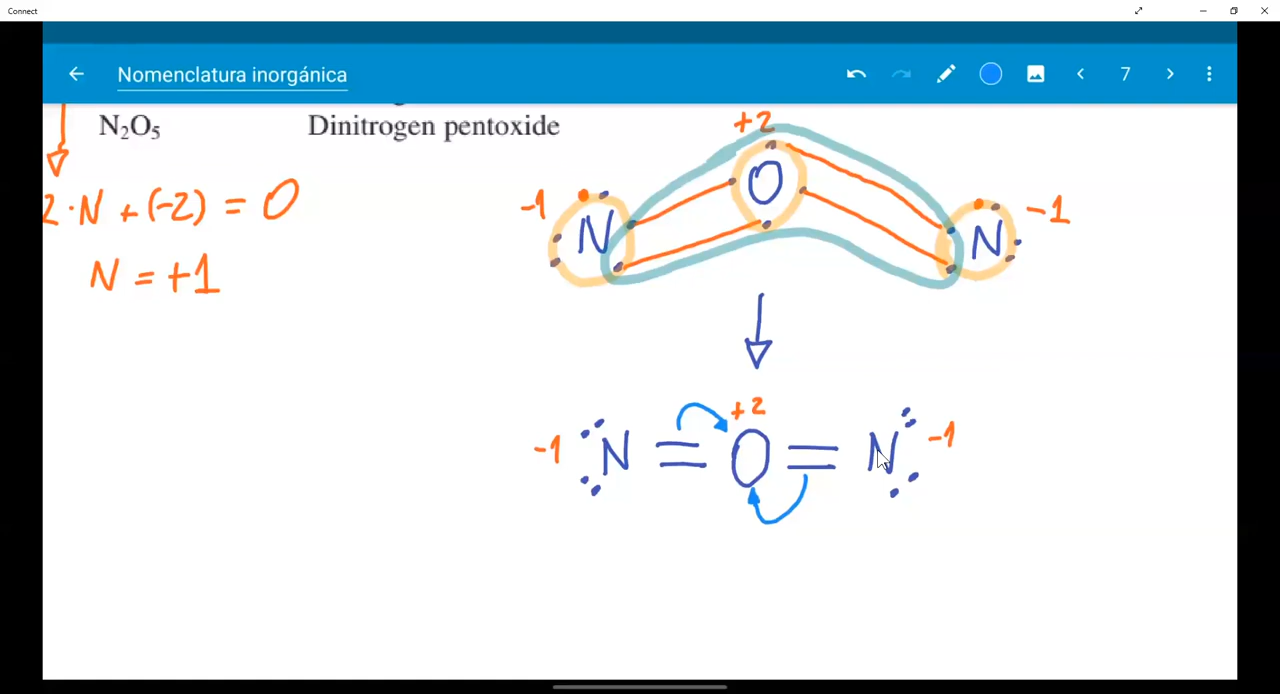 Connect
Nomenclatura inorgánica
7
N₂O₅ Dinitrogen pentoxide
2·N + (-2) = 0
N = +1
+2
-1 N O N -1
+2
-1 N = O = N -1